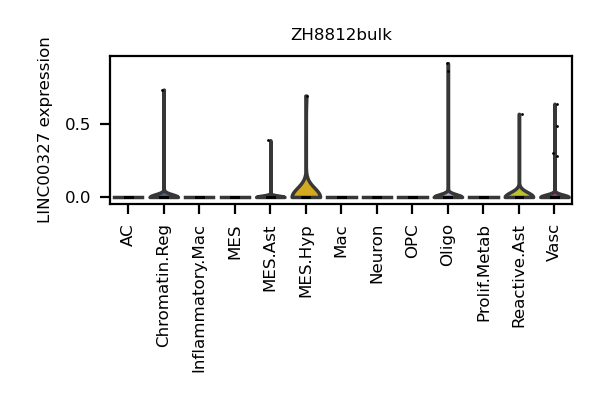 ZH8812bulk
LINC00327 expression
0.5
0.0
AC
Chromatin.Reg
Inflammatory.Mac
MES
MES.Ast
MES.Hyp
Mac
Neuron
OPC
Oligo
Prolif.Metab
Reactive.Ast
Vasc